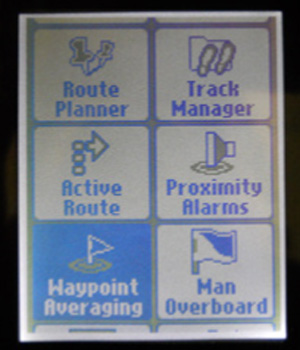 Route
Planner
Track
Manager
Active
Route
Proximity
Alarms
Waypoint
Averaging
Man
Overboard